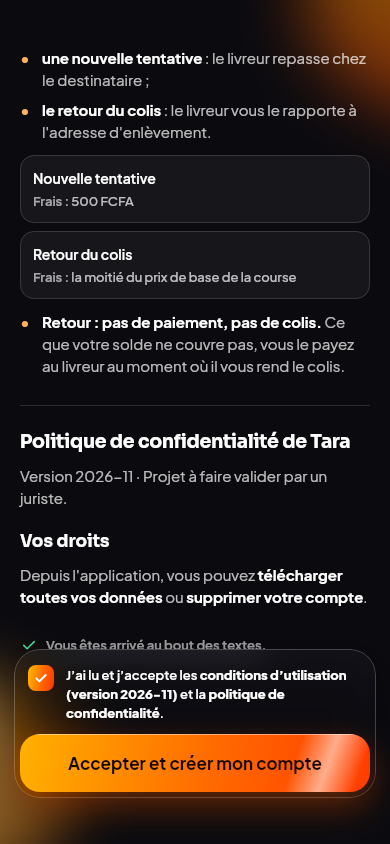 une nouvelle tentative : le livreur repasse chez
le destinataire ;
le retour du colis : le livreur vous le rapporte à
l'adresse d'enlèvement.
Nouvelle tentative
Frais : 500 FCFA
Retour du colis
Frais : la moitié du prix de base de la course
Retour : pas de paiement, pas de colis. Ce
que votre solde ne couvre pas, vous le payez
au livreur au moment où il vous rend le colis.
Politique de confidentialité de Tara
Version 2026-11 · Projet à faire valider par un
juriste.
Vos droits
Depuis l'application, vous pouvez télécharger
toutes vos données ou supprimer votre compte.
Vous êtes arrivé au bout des textes.
J’ai lu et j’accepte les conditions d’utilisation
(version 2026-11) et la politique de
confidentialité.
Accepter et créer mon compte